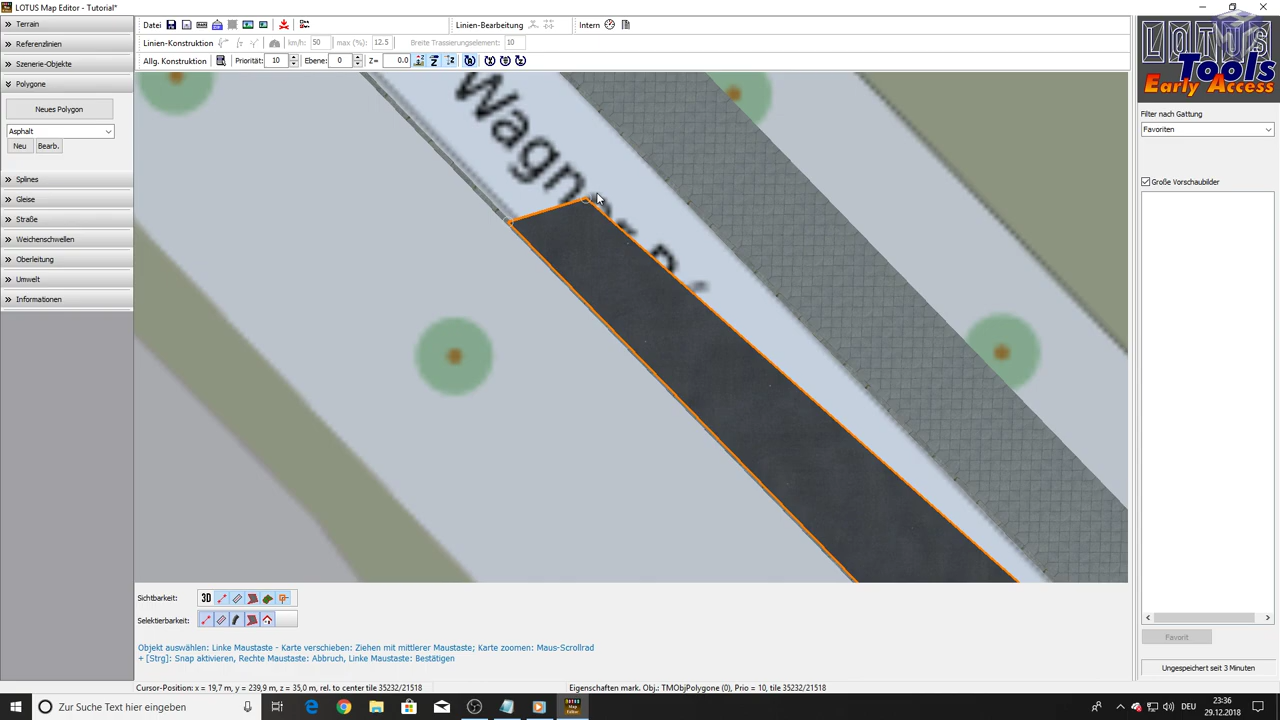 LOTUS Map Editor - Tutorial*
Terrain
Referenzlinien
Szenerie-Objekte
Polygone
Neues Polygon
Asphalt
Neu Bearb.
Splines
Gleise
Straße
Weichenschwellen
Oberleitung
Umwelt
Informationen
Datei Linien-Bearbeitung Intern
Linien-Konstruktion km/h: 50 max (%): 12.5 Breite Trassierungselement: 10
Allg. Konstruktion Priorität: 10 Ebene: 0 Z= 0.0
Wagne
LOTUS
Tools
Early Access
Filter nach Gattung
Favoriten
Große Vorschaubilder
Favorit
Ungespeichert seit 3 Minuten
Sichtbarkeit: 3D
Selektierbarkeit:
Objekt auswählen: Linke Maustaste - Karte verschieben: Ziehen mit mittlerer Maustaste; Karte zoomen: Maus-Scrollrad
+ [Strg]: Snap aktivieren, Rechte Maustaste: Abbruch, Linke Maustaste: Bestätigen
Cursor-Position: x = 19,7 m, y = 239,9 m, z = 35,0 m, rel. to center tile 35232/21518 Eigenschaften mark. Obj.: TMObjPolygone (0), Prio = 10, tile 35232/21518
Zur Suche Text hier eingeben
LOTUS Map Editor
DEU
23:36
29.12.2018